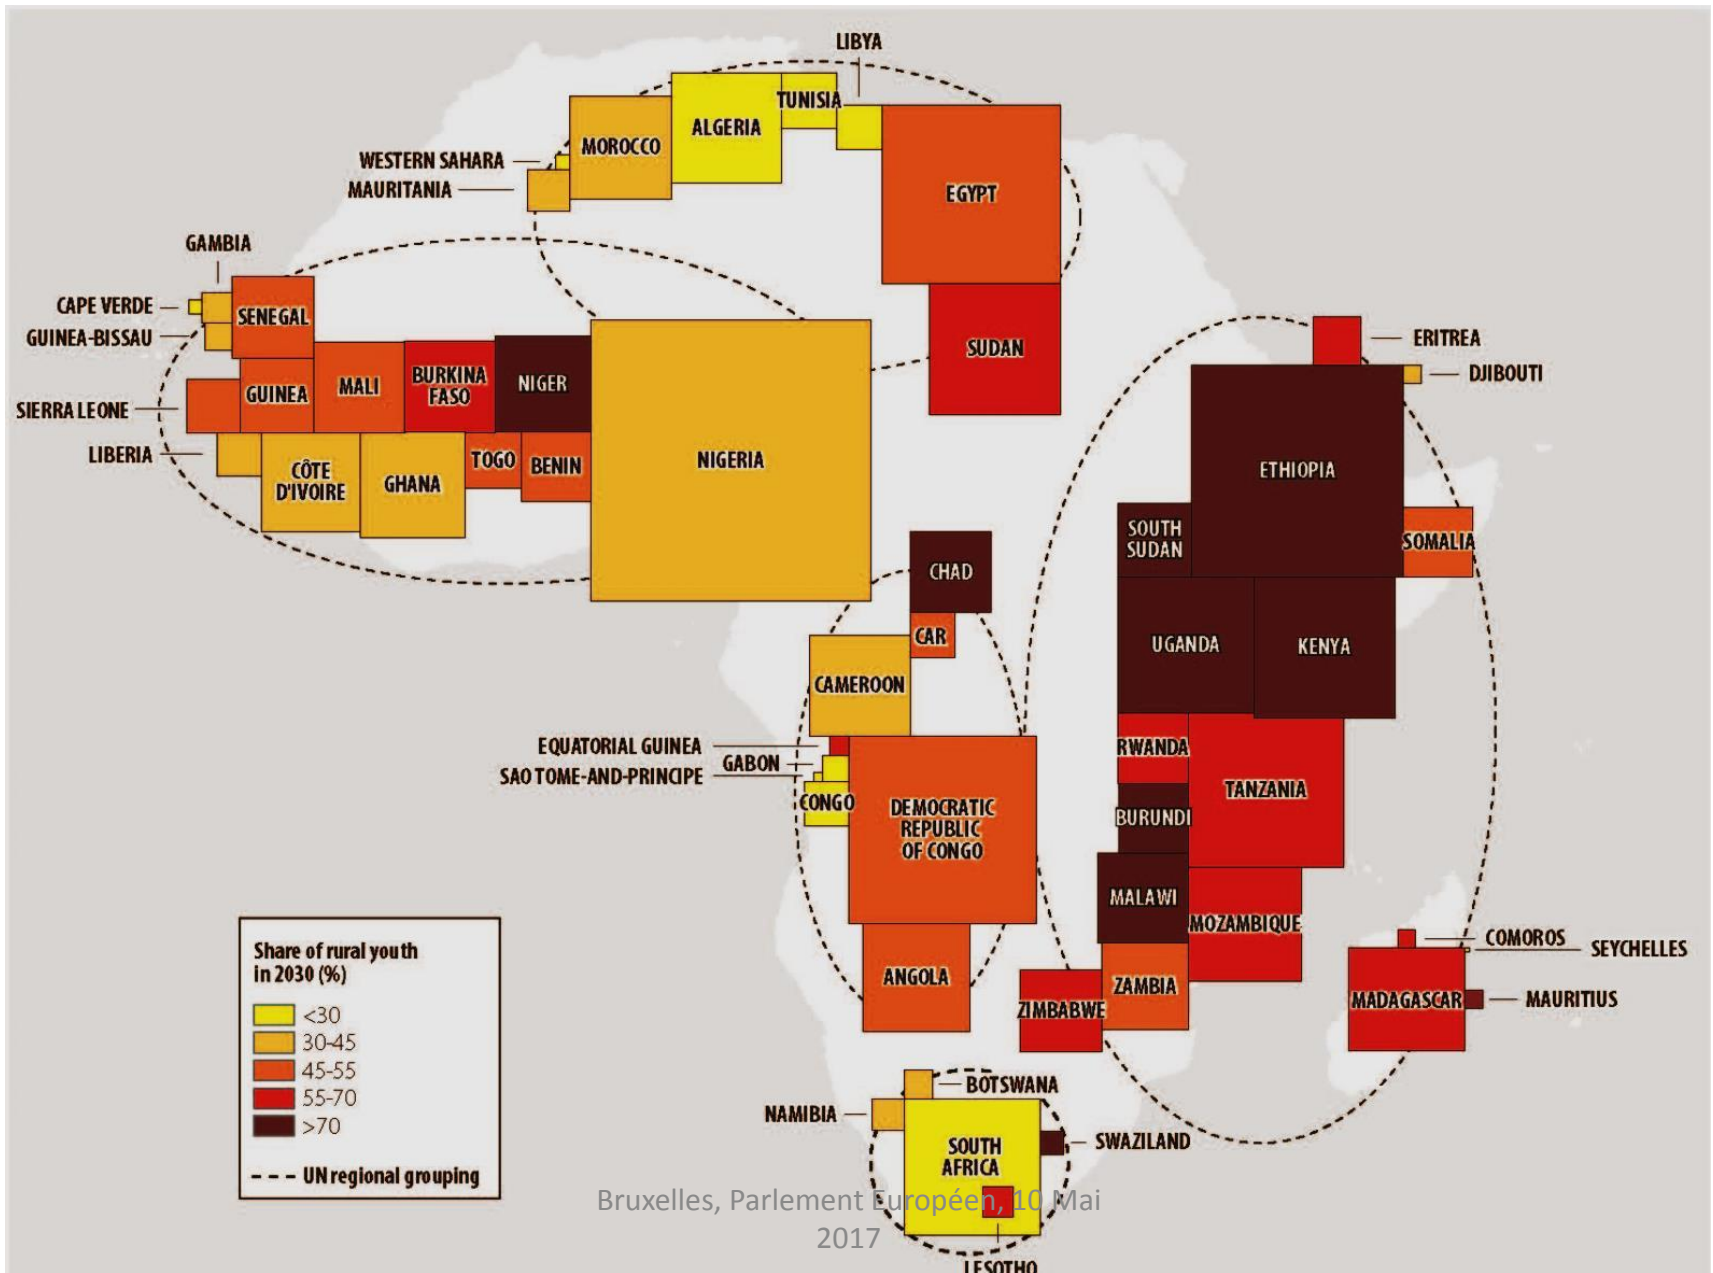 LIBYA
TUNISIA
ALGERIA
MOROCCO
WESTERN SAHARA
MAURITANIA
EGYPT
GAMBIA
CAPE VERDE
SENEGAL
GUINEA-BISSAU
SUDAN
ERITREA
DJIBOUTI
BURKINA
FASO
NIGER
MALI
GUINEA
SIERRA LEONE
LIBERIA
CÔTE
D'IVOIRE
GHANA
TOGO
BENIN
NIGERIA
ETHIOPIA
SOUTH
SUDAN
SOMALIA
CHAD
CAR
UGANDA
KENYA
CAMEROON
EQUATORIAL GUINEA
GABON
SAO TOME-AND-PRINCIPE
CONGO
DEMOCRATIC
REPUBLIC
OF CONGO
RWANDA
TANZANIA
BURUNDI
MALAWI
MOZAMBIQUE
ANGOLA
ZAMBIA
ZIMBABWE
COMOROS
SEYCHELLES
MADAGASCAR
MAURITIUS
Share of rural youth
in 2030 (%)
<30
30-45
45-55
55-70
>70
UN regional grouping
BOTSWANA
NAMIBIA
SOUTH
AFRICA
SWAZILAND
LESOTHO
Bruxelles, Parlement Européen, 10 Mai
2017